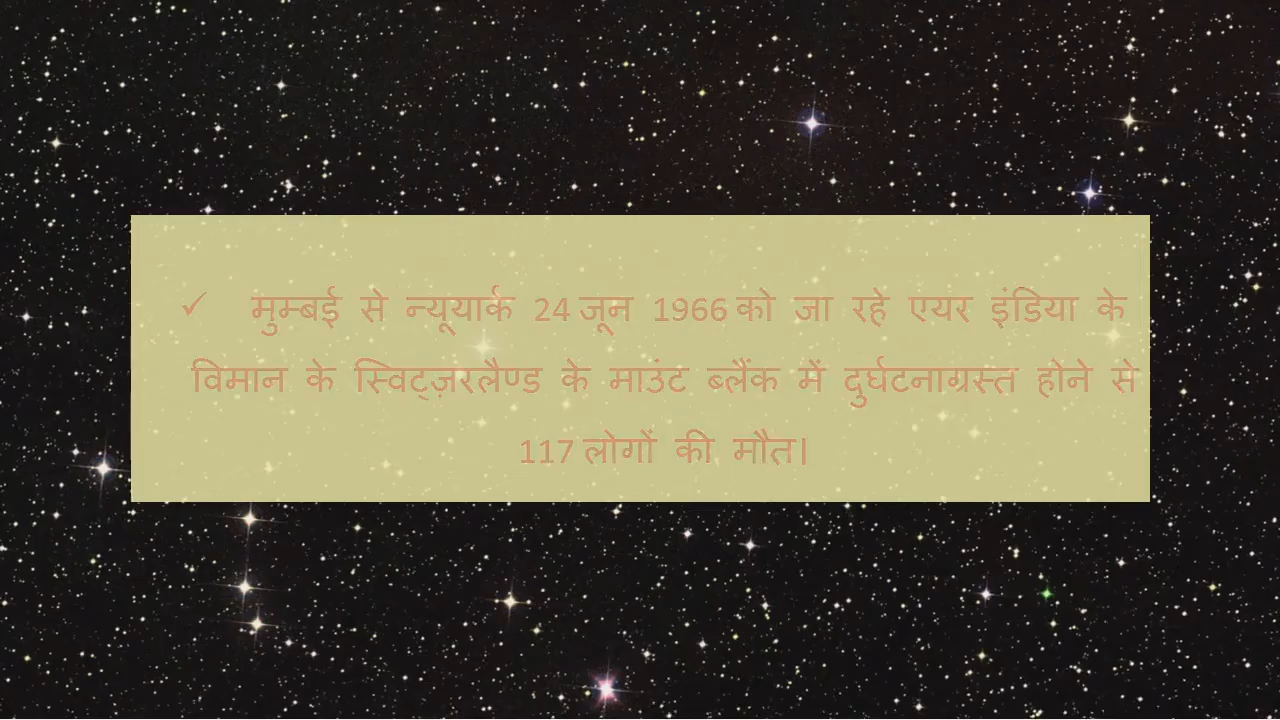 ✓ मुम्बई से न्यूयार्क 24 जून 1966 को जा रहे एयर इंडिया के
विमान के स्विट्ज़रलैण्ड के माउंट ब्लैंक में दुर्घटनाग्रस्त होने से
117 लोगों की मौत।